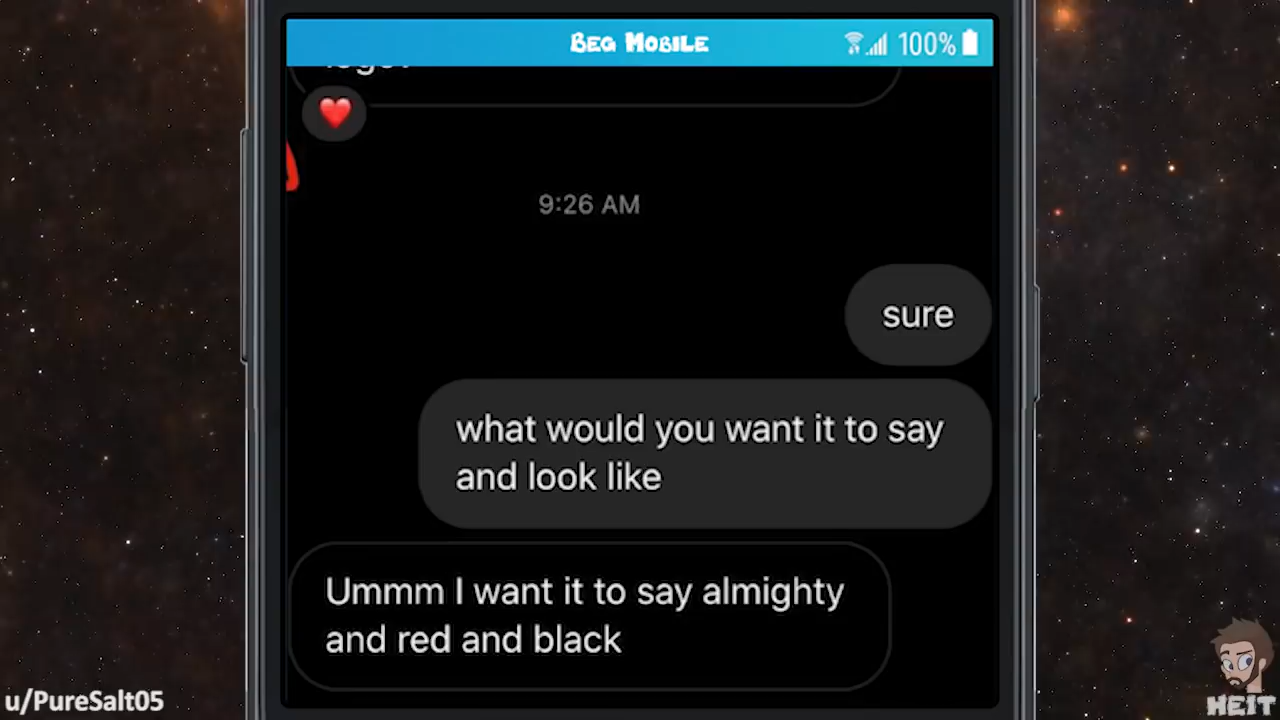 BEG MOBILE
100%
9:26 AM
sure
what would you want it to say
and look like
Ummm I want it to say almighty
and red and black
u/PureSalt05
HEIT